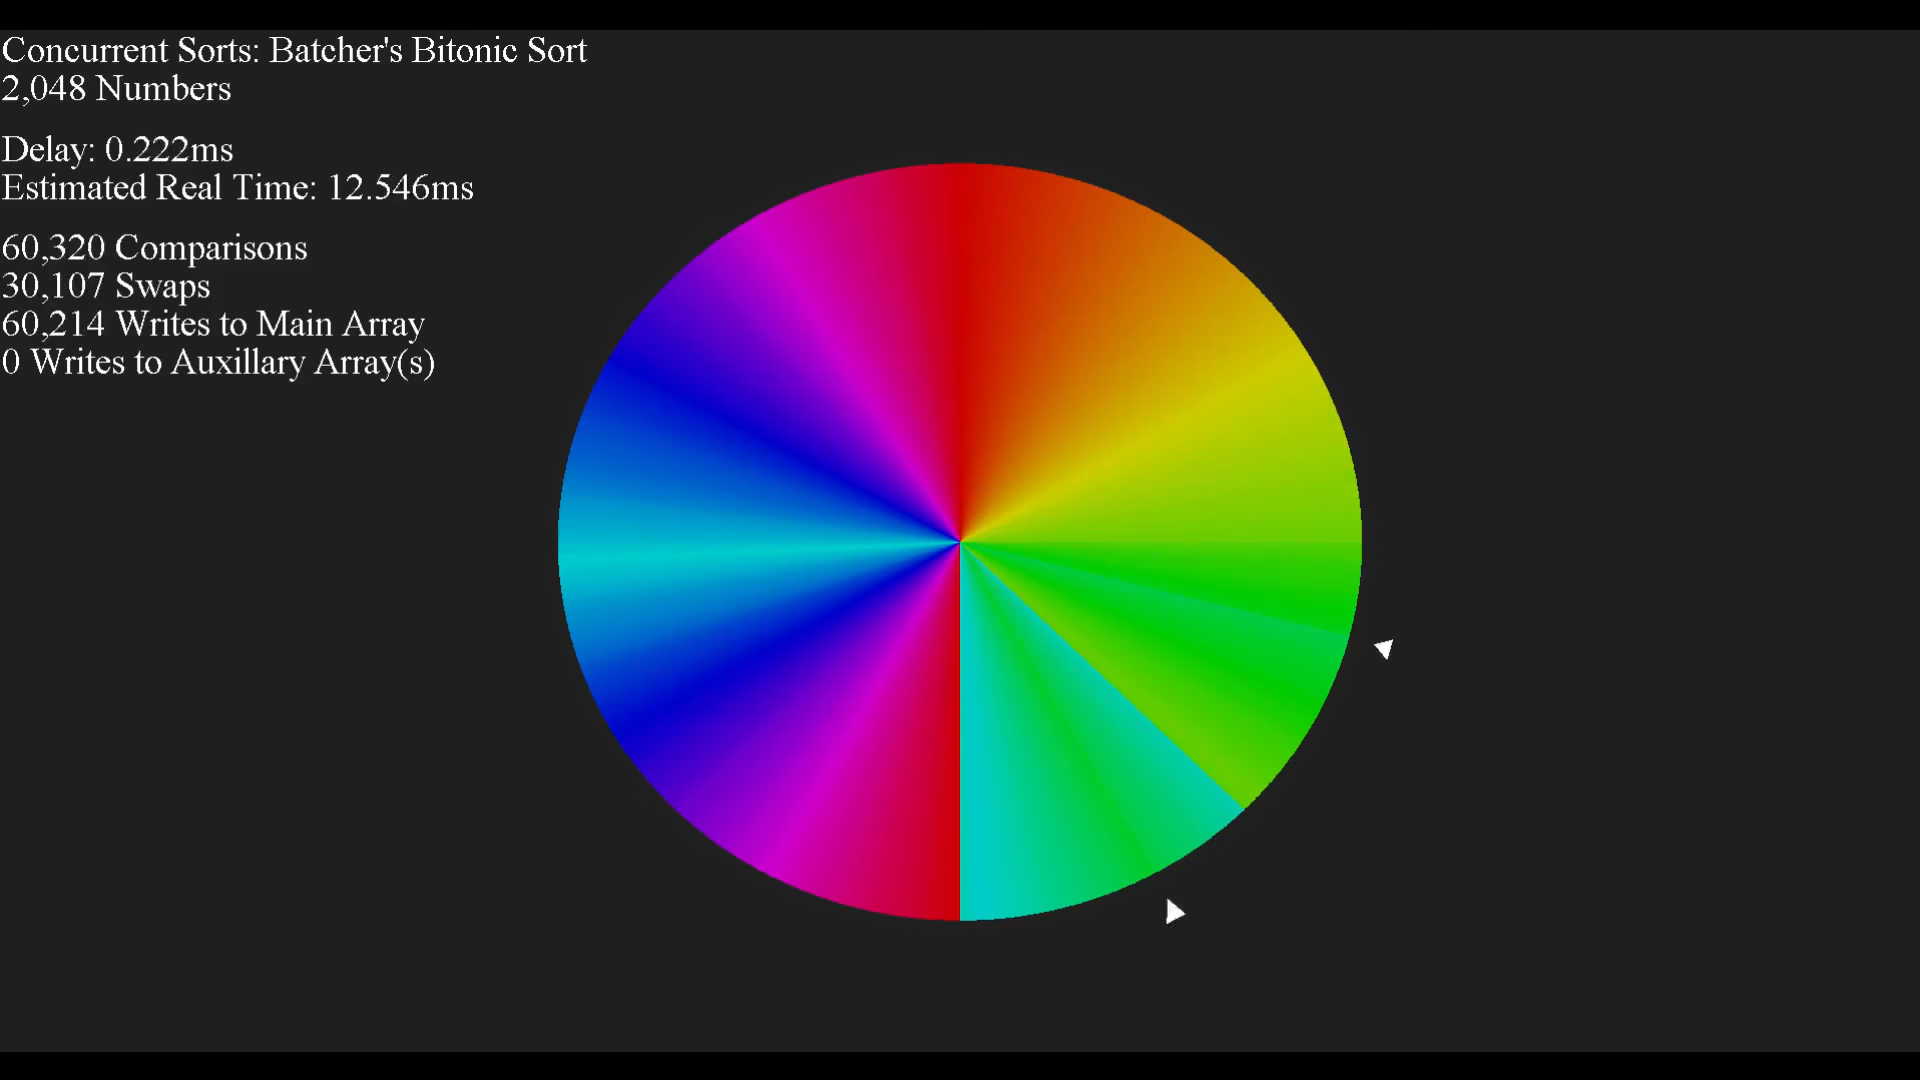 Concurrent Sorts: Batcher's Bitonic Sort
2,048 Numbers
Delay: 0.222ms
Estimated Real Time: 12.546ms
60,320 Comparisons
30,107 Swaps
60,214 Writes to Main Array
0 Writes to Auxillary Array(s)